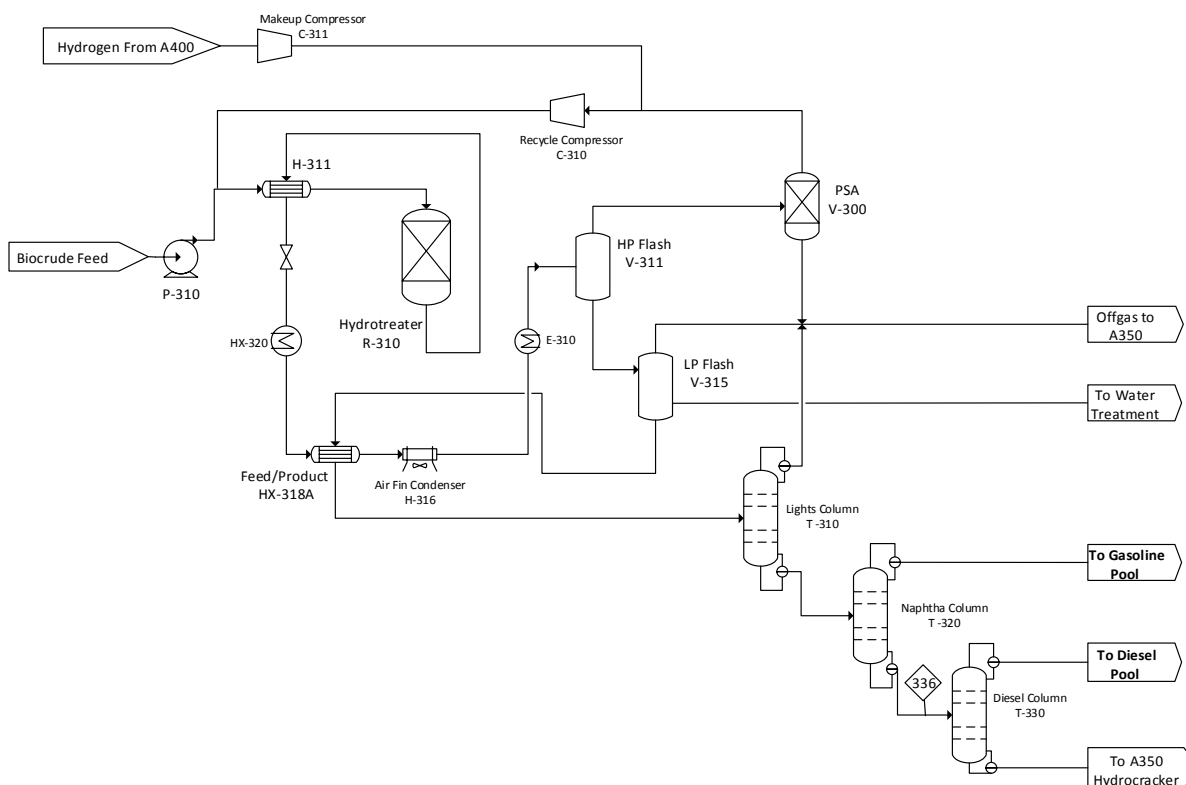 Makeup Compressor
C-311
Hydrogen From A400
Recycle Compressor
C-310
H-311
PSA
V-300
Biocrude Feed
P-310
HP Flash
V-311
Hydrotreater
R-310
HX-320
E-310
Offgas to
A350
LP Flash
V-315
To Water
Treatment
Feed/Product
HX-318A
Air Fin Condenser
H-316
Lights Column
T -310
To Gasoline
Pool
Naphtha Column
T -320
To Diesel
Pool
336
Diesel Column
T-330
To A350
Hydrocracker